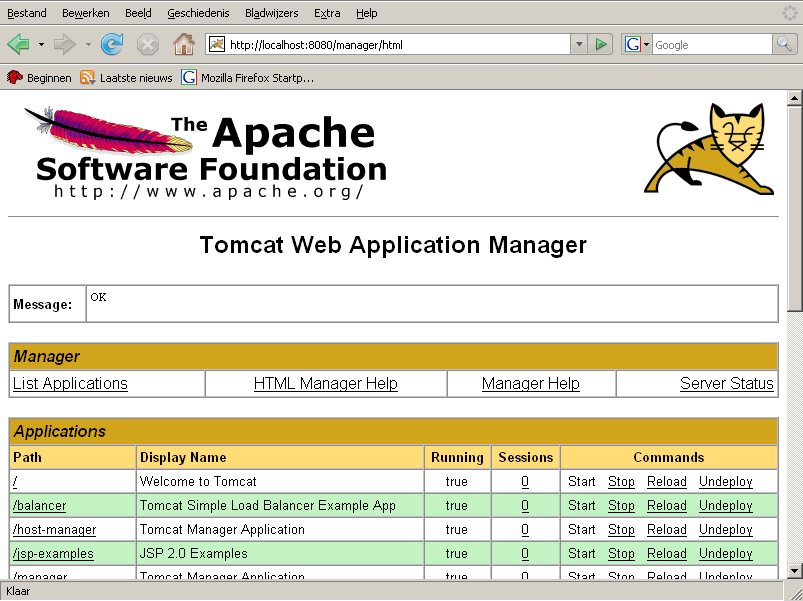 Bestand Bewerken Beeld Geschiedenis Bladwijzers Extra Help
http://localhost:8080/manager/html G Google
Beginnen Laatste nieuws G Mozilla Firefox Startp...
The Apache
Software Foundation
http://www.apache.org/
Tomcat Web Application Manager
Message: OK
Manager
List Applications HTML Manager Help Manager Help Server Status
Applications
Path Display Name Running Sessions Commands
/ Welcome to Tomcat true 0 Start Stop Reload Undeploy
/balancer Tomcat Simple Load Balancer Example App true 0 Start Stop Reload Undeploy
/host-manager Tomcat Manager Application true 0 Start Stop Reload Undeploy
/jsp-examples JSP 2.0 Examples true 0 Start Stop Reload Undeploy
/manager Tomcat Manager Application true 0 Start Stop Reload Undeploy
Klaar